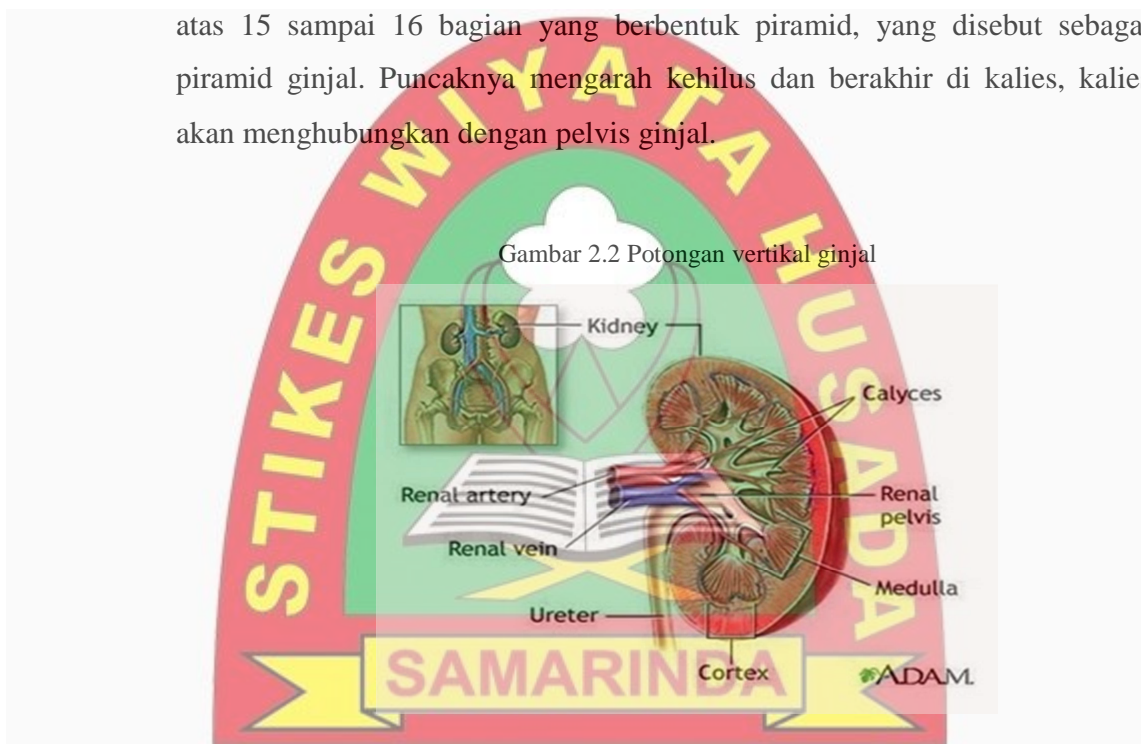 atas 15 sampai 16 bagian yang berbentuk piramid, yang disebut sebaga
piramid ginjal. Puncaknya mengarah kehilus dan berakhir di kalies, kalie
akan menghubungkan dengan pelvis ginjal.
STIKES WIYATA HUSADA
Gambar 2.2 Potongan vertikal ginjal
Kidney
Calyces
Renal artery
Renal
pelvis
Renal vein
Medulla
Ureter
Cortex
SAMARINDA
ADAM.